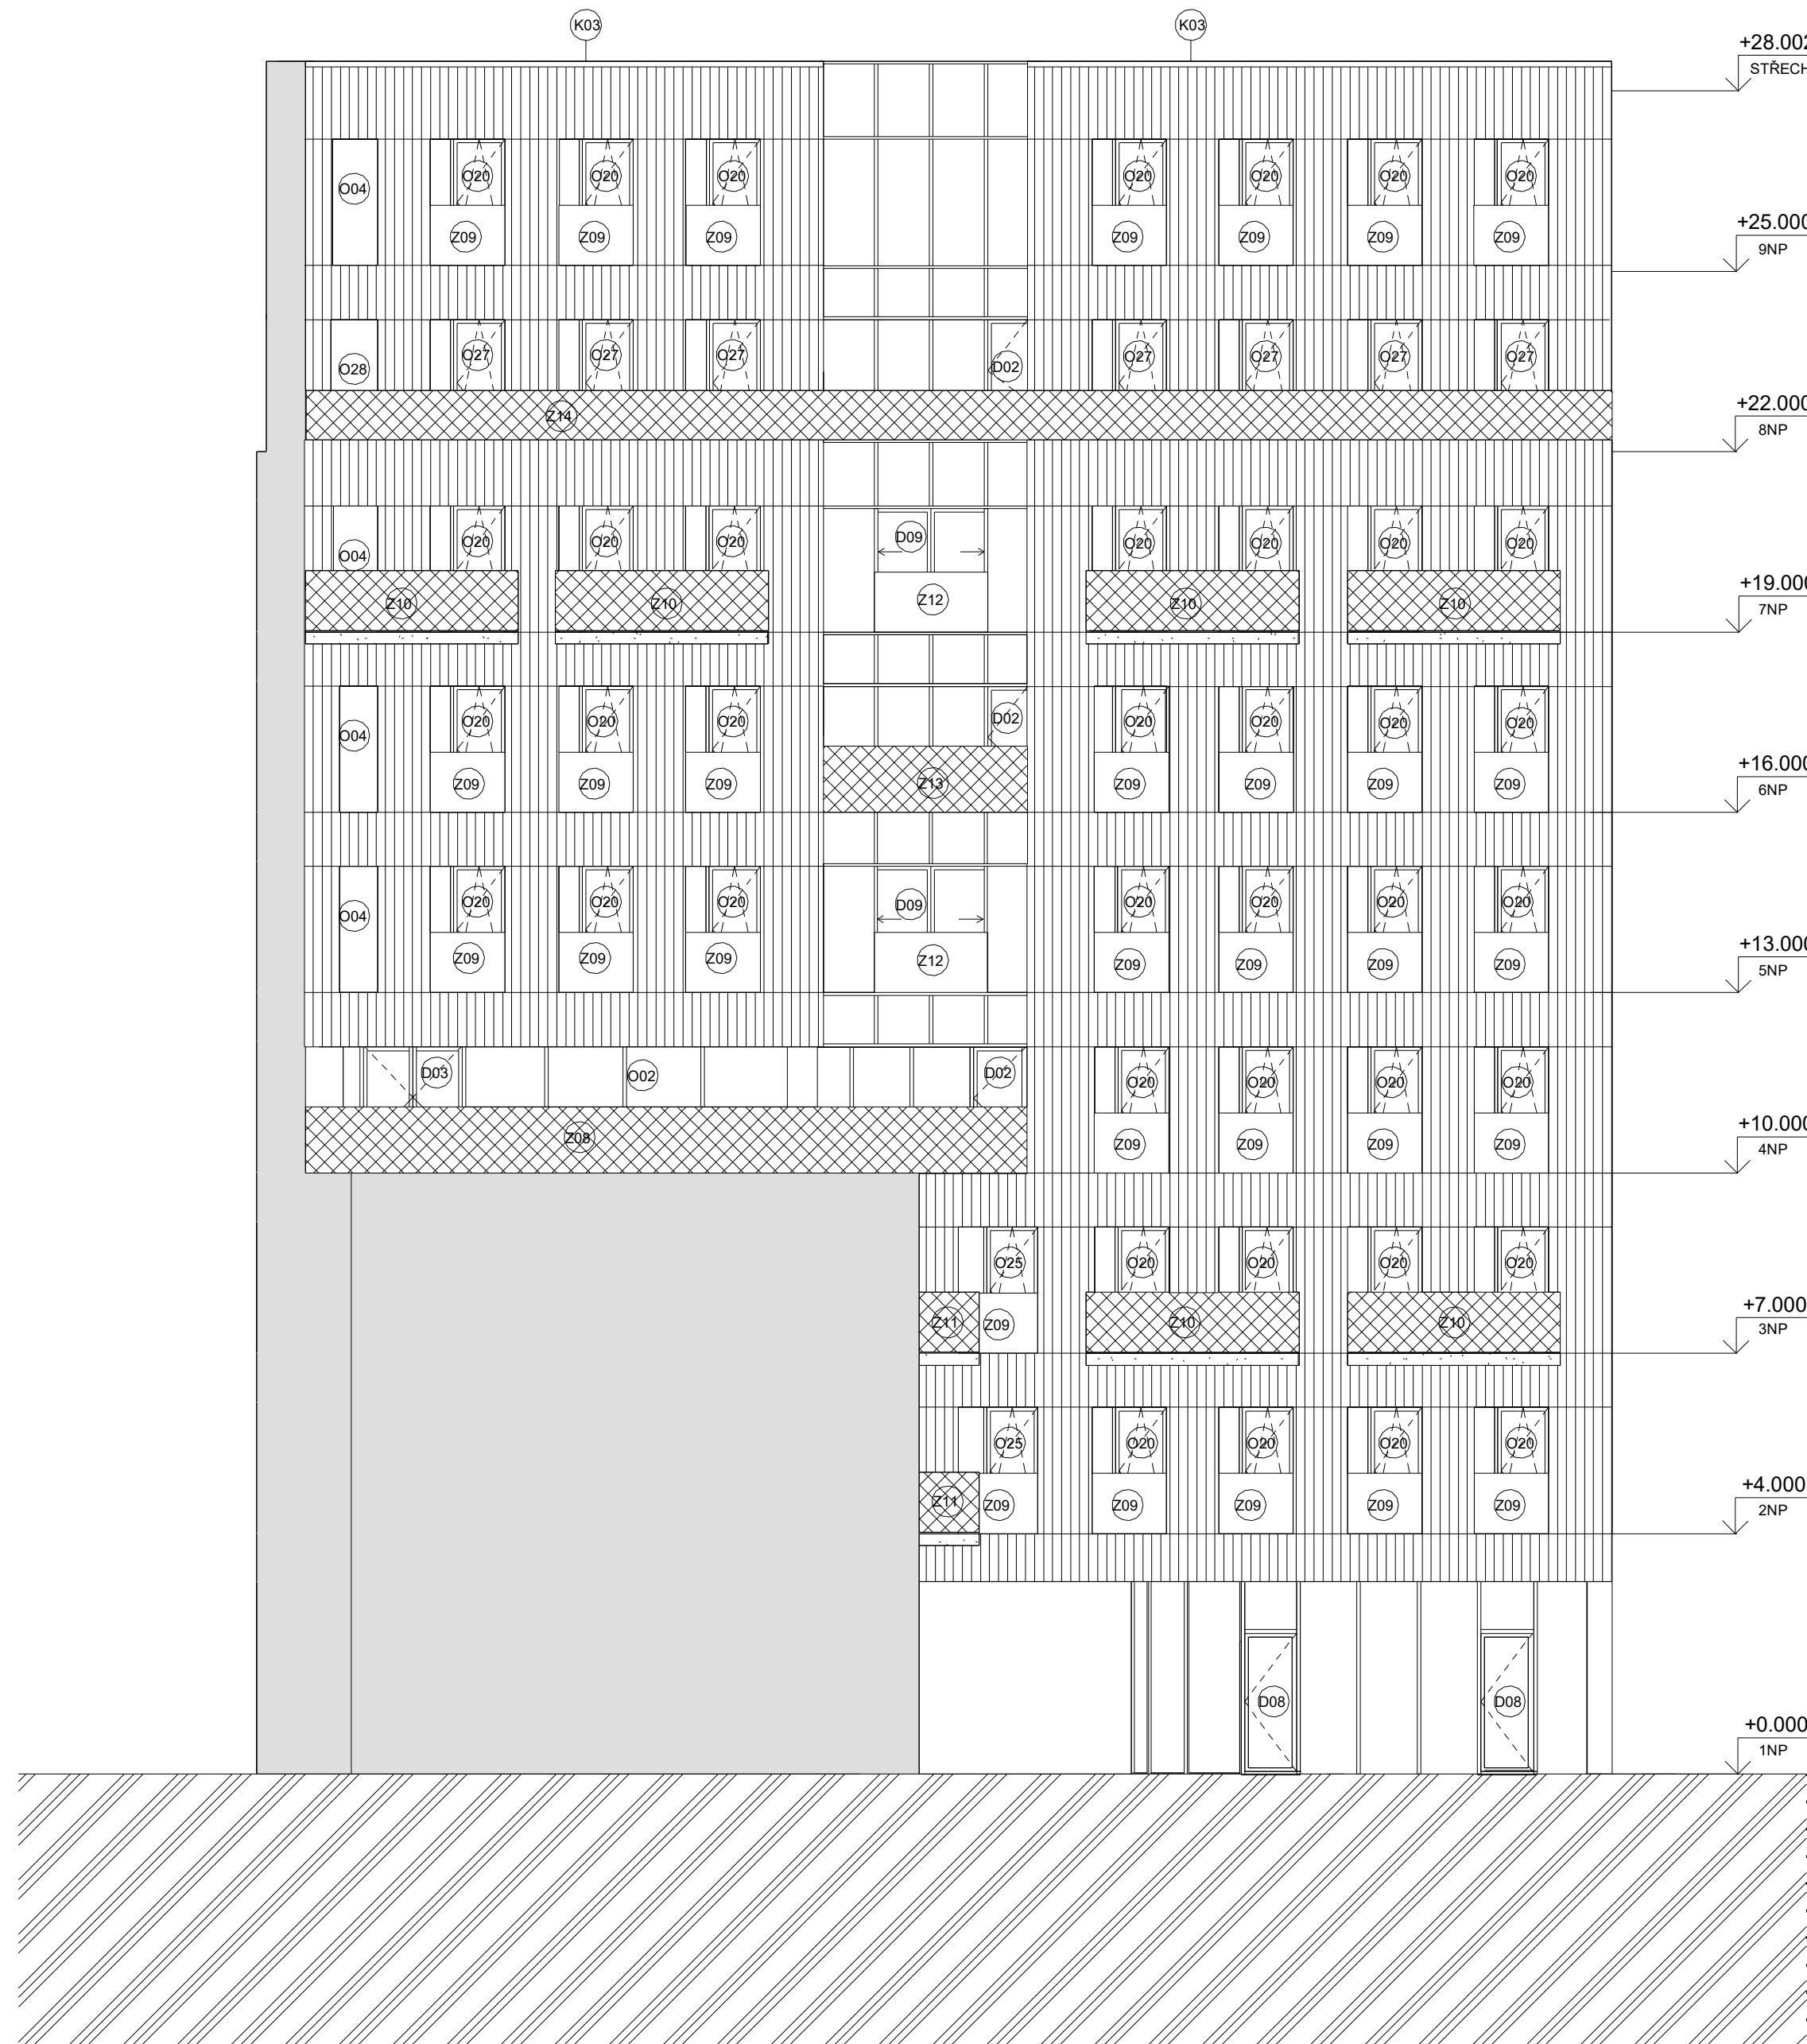 K03 K03
+28.002
STŘECH
O20 O20 O20 O20 O20 O20 O20
O04
Z09 Z09 Z09 Z09 Z09 Z09 Z09
+25.000
9NP
O27 O27 O27 O27 O27 O27 O27
O28 D02
+22.000
Z14
8NP
D09
O20 O20 O20 O20 O20 O20 O20
O04
+19.000
Z10 Z10 Z12 Z10 Z10
7NP
O20 O20 O20 D02 O20 O20 O20 O20
O04
+16.000
Z09 Z09 Z09 Z13 Z09 Z09 Z09 Z09
6NP
O20 O20 O20 D09 O20 O20 O20 O20
O04
+13.000
Z09 Z09 Z09 Z12 Z09 Z09 Z09 Z09
5NP
D03 O02 D02 O20 O20 O20 O20
+10.000
Z08 Z09 Z09 Z09 Z09
4NP
O25 O20 O20 O20 O20
+7.000
Z11 Z09 Z10 Z10
3NP
O25 O20 O20 O20 O20
+4.000
Z11 Z09 Z09 Z09 Z09 Z09
2NP
D08 D08
+0.000
1NP